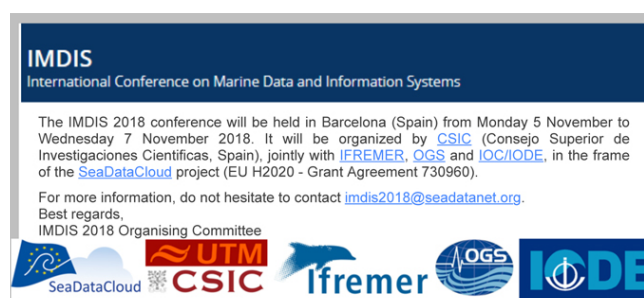 IMDIS
International Conference on Marine Data and Information Systems
The IMDIS 2018 conference will be held in Barcelona (Spain) from Monday 5 November to
Wednesday 7 November 2018. It will be organized by CSIC (Consejo Superior de
Investigaciones Cientificas, Spain), jointly with IFREMER, OGS and IOC/IODE, in the frame
of the SeaDataCloud project (EU H2020 - Grant Agreement 730960).
For more information, do not hesitate to contact imdis2018@seadatanet.org.
Best regards,
IMDIS 2018 Organising Committee
SeaDataCloud
UTM
CSIC
Ifremer
OGS
IODE